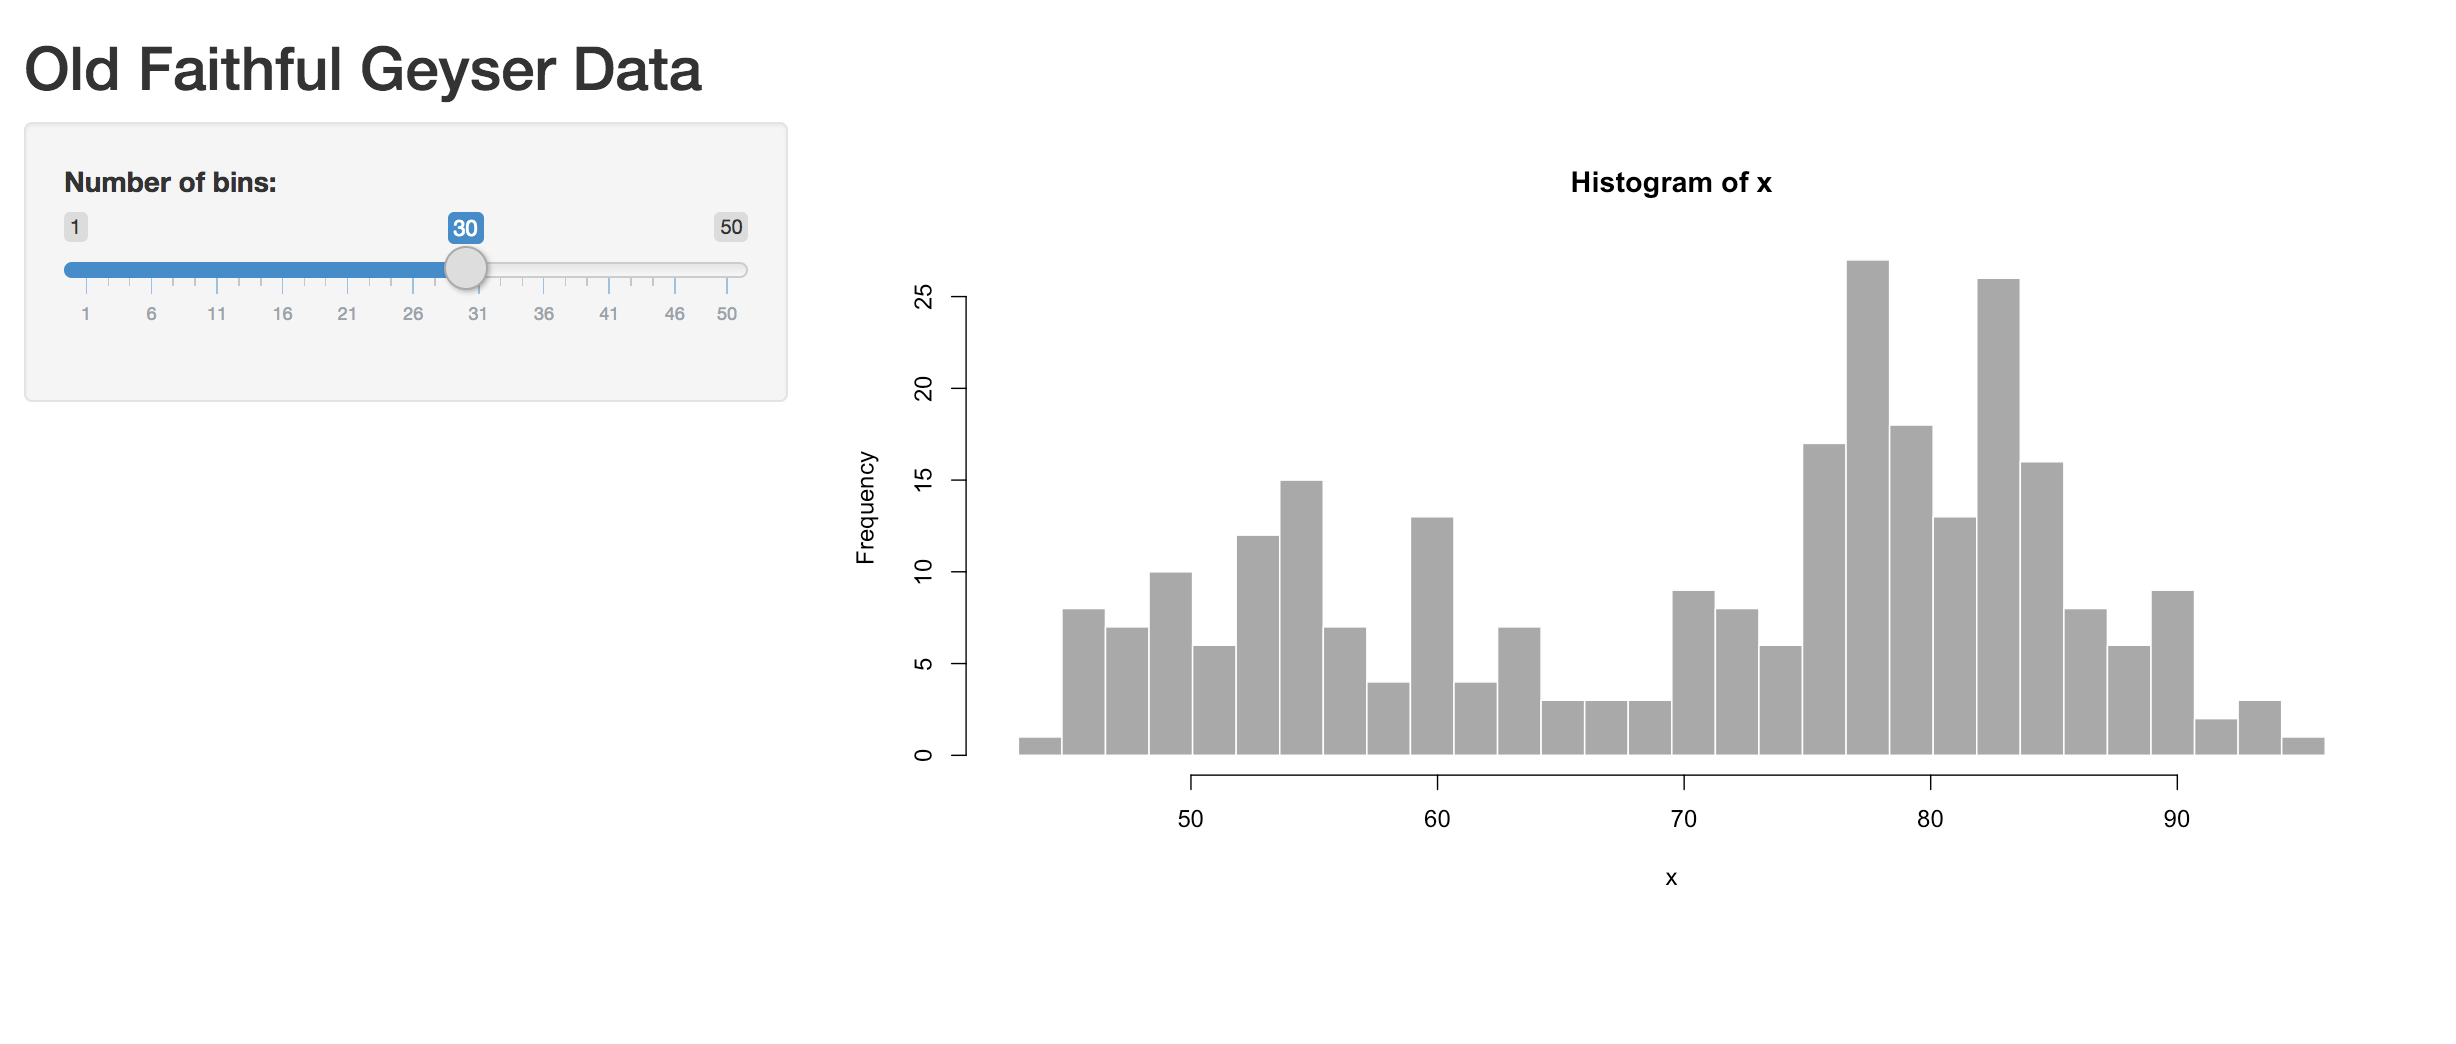 Old Faithful Geyser Data
Number of bins:
1 30 50
1 6 11 16 21 26 31 36 41 46 50
Histogram of x
Frequency
25
20
15
10
5
0
50 60 70 80 90
x